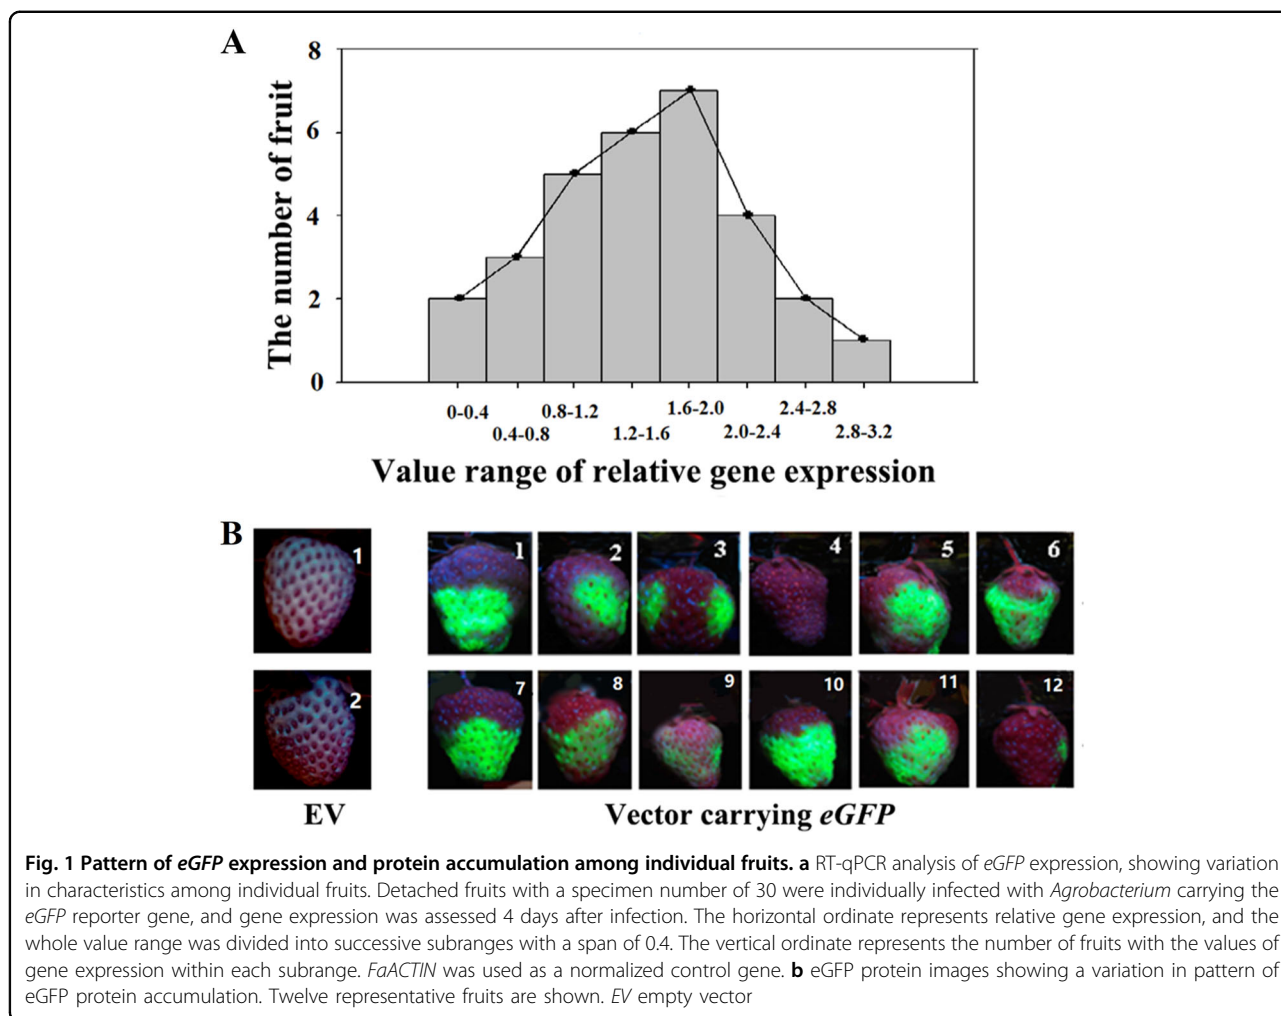 A
8
6
4
2
0
The number of fruit
0-0.4
0.4-0.8
0.8-1.2
1.2-1.6
1.6-2.0
2.0-2.4
2.4-2.8
2.8-3.2
Value range of relative gene expression
B
1
1
2
3
4
5
6
2
7
8
9
10
11
12
EV
Vector carrying eGFP
Fig. 1 Pattern of eGFP expression and protein accumulation among individual fruits. a RT-qPCR analysis of eGFP expression, showing variation
in characteristics among individual fruits. Detached fruits with a specimen number of 30 were individually infected with Agrobacterium carrying the
eGFP reporter gene, and gene expression was assessed 4 days after infection. The horizontal ordinate represents relative gene expression, and the
whole value range was divided into successive subranges with a span of 0.4. The vertical ordinate represents the number of fruits with the values of
gene expression within each subrange. FaACTIN was used as a normalized control gene. b eGFP protein images showing a variation in pattern of
eGFP protein accumulation. Twelve representative fruits are shown. EV empty vector